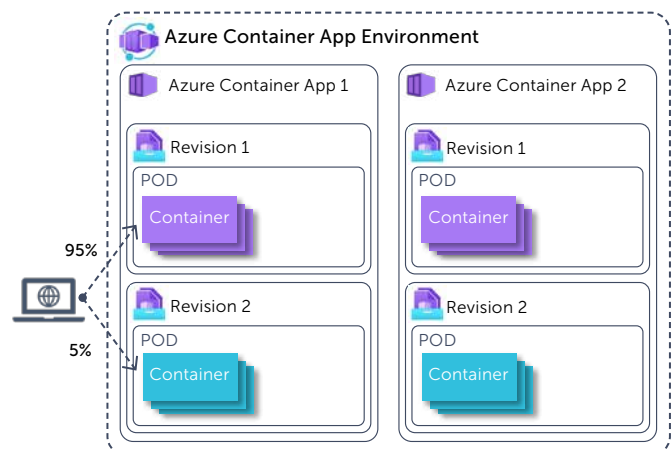 Azure Container App Environment
Azure Container App 1
Revision 1
POD
Container
95%
Revision 2
5%
POD
Container
Azure Container App 2
Revision 1
POD
Container
Revision 2
POD
Container